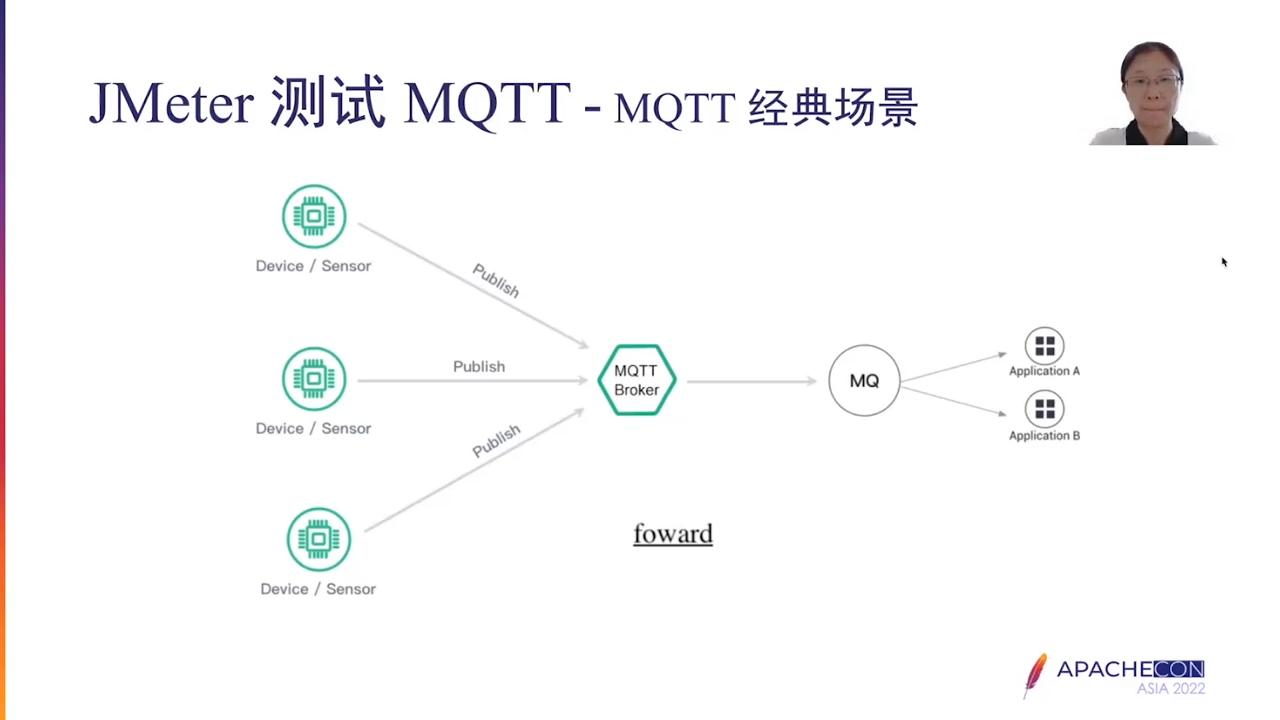 JMeter 测试 MQTT - MQTT 经典场景
Device / Sensor
Publish
Device / Sensor
Publish
MQTT
Broker
MQ
Application A
Application B
Publish
foward
Device / Sensor
APACHECON
ASIA 2022